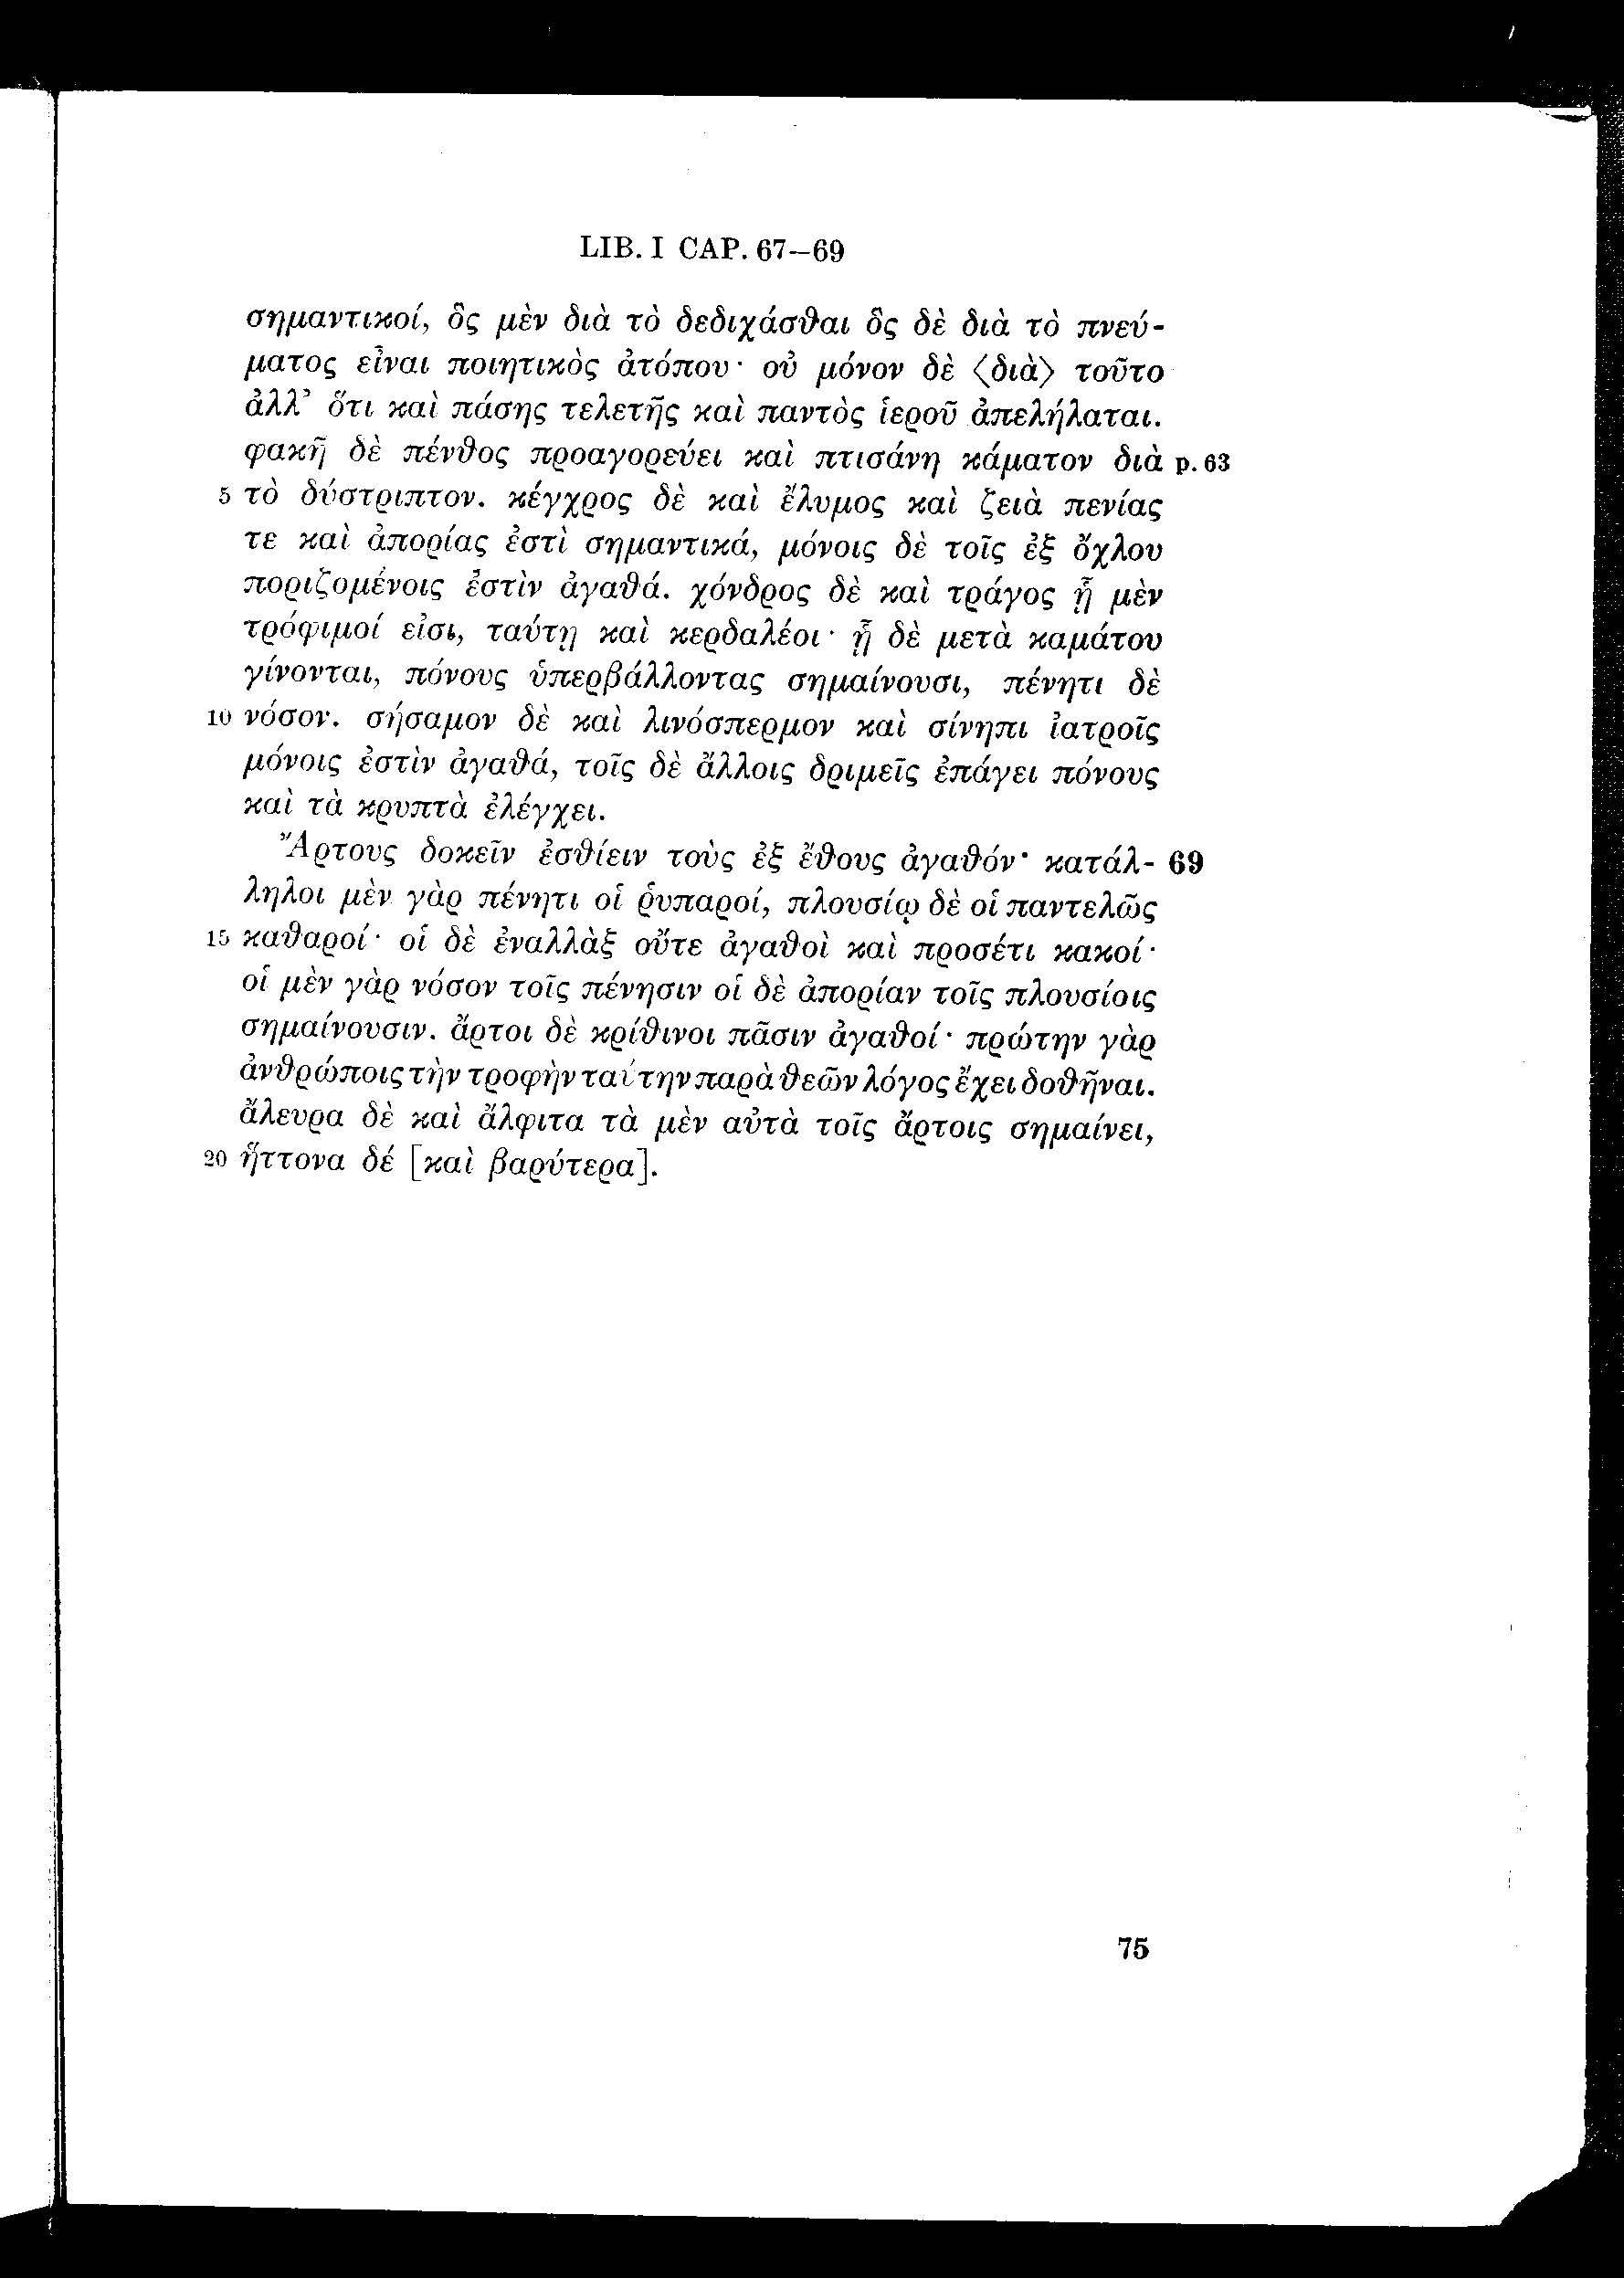 LIB. I CAP. 67—69
σημαντικοί, ὃς μὲν διὰ τὸ δεδιχάσθαι ὃς δὲ διὰ τὸ πνεύ-
ματος εἶναι ποιητικὸς ἀτόπου· οὐ μόνον δὲ ⟨διὰ⟩ τοῦτο
ἀλλ’ ὅτι καὶ πάσης τελετῆς καὶ παντὸς ἱεροῦ ἀπελήλαται.
φακῆ δὲ πένθος προαγορεύει καὶ πτισάνη κάματον διὰ p. 63
5 τὸ δύστριπτον. κέγχρος δὲ καὶ ἔλυμος καὶ ζειὰ πενίας
τε καὶ ἀπορίας ἐστὶ σημαντικά, μόνοις δὲ τοῖς ἐξ ὄχλου
ποριζομένοις ἐστὶν ἀγαθά. χόνδρος δὲ καὶ τράγος ᾗ μὲν
τρόφιμοί εἰσι, ταύτῃ καὶ κερδαλέοι· ᾗ δὲ μετὰ καμάτου
γίνονται, πόνους ὑπερβάλλοντας σημαίνουσι, πένητι δὲ
10 νόσον. σήσαμον δὲ καὶ λινόσπερμον καὶ σίνηπι ἰατροῖς
μόνοις ἐστὶν ἀγαθά, τοῖς δὲ ἄλλοις δριμεῖς ἐπάγει πόνους
καὶ τὰ κρυπτὰ ἐλέγχει.
Ἄρτους δοκεῖν ἐσθίειν τοὺς ἐξ ἔθους ἀγαθόν· κατάλ- 69
ληλοι μὲν γὰρ πένητι οἱ ῥυπαροί, πλουσίῳ δὲ οἱ παντελῶς
15 καθαροί· οἱ δὲ ἐναλλὰξ οὔτε ἀγαθοὶ καὶ προσέτι κακοί·
οἱ μὲν γὰρ νόσον τοῖς πένησιν οἱ δὲ ἀπορίαν τοῖς πλουσίοις
σημαίνουσιν. ἄρτοι δὲ κρίθινοι πᾶσιν ἀγαθοί· πρώτην γὰρ
ἀνθρώποις τὴν τροφὴν ταύτην παρὰ θεῶν λόγος ἔχει δοθῆναι.
ἄλευρα δὲ καὶ ἄλφιτα τὰ μὲν αὐτὰ τοῖς ἄρτοις σημαίνει,
20 ἥττονα δέ [καὶ βαρύτερα].
75